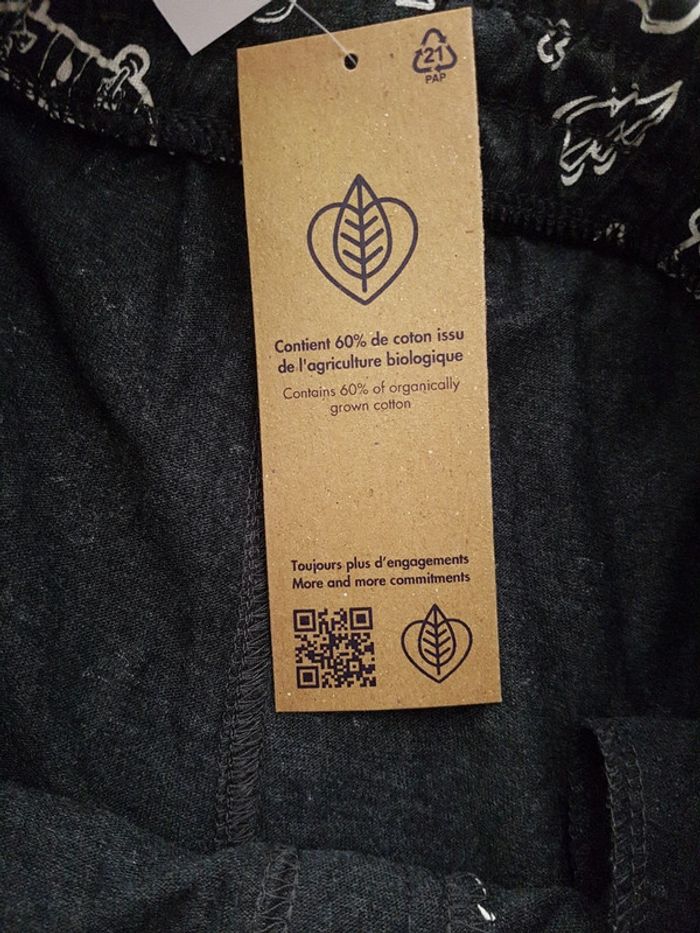 21
PAP
Contient 60% de coton issu
de l'agriculture biologique
Contains 60% of organically
grown cotton
Toujours plus d'engagements
More and more commitments